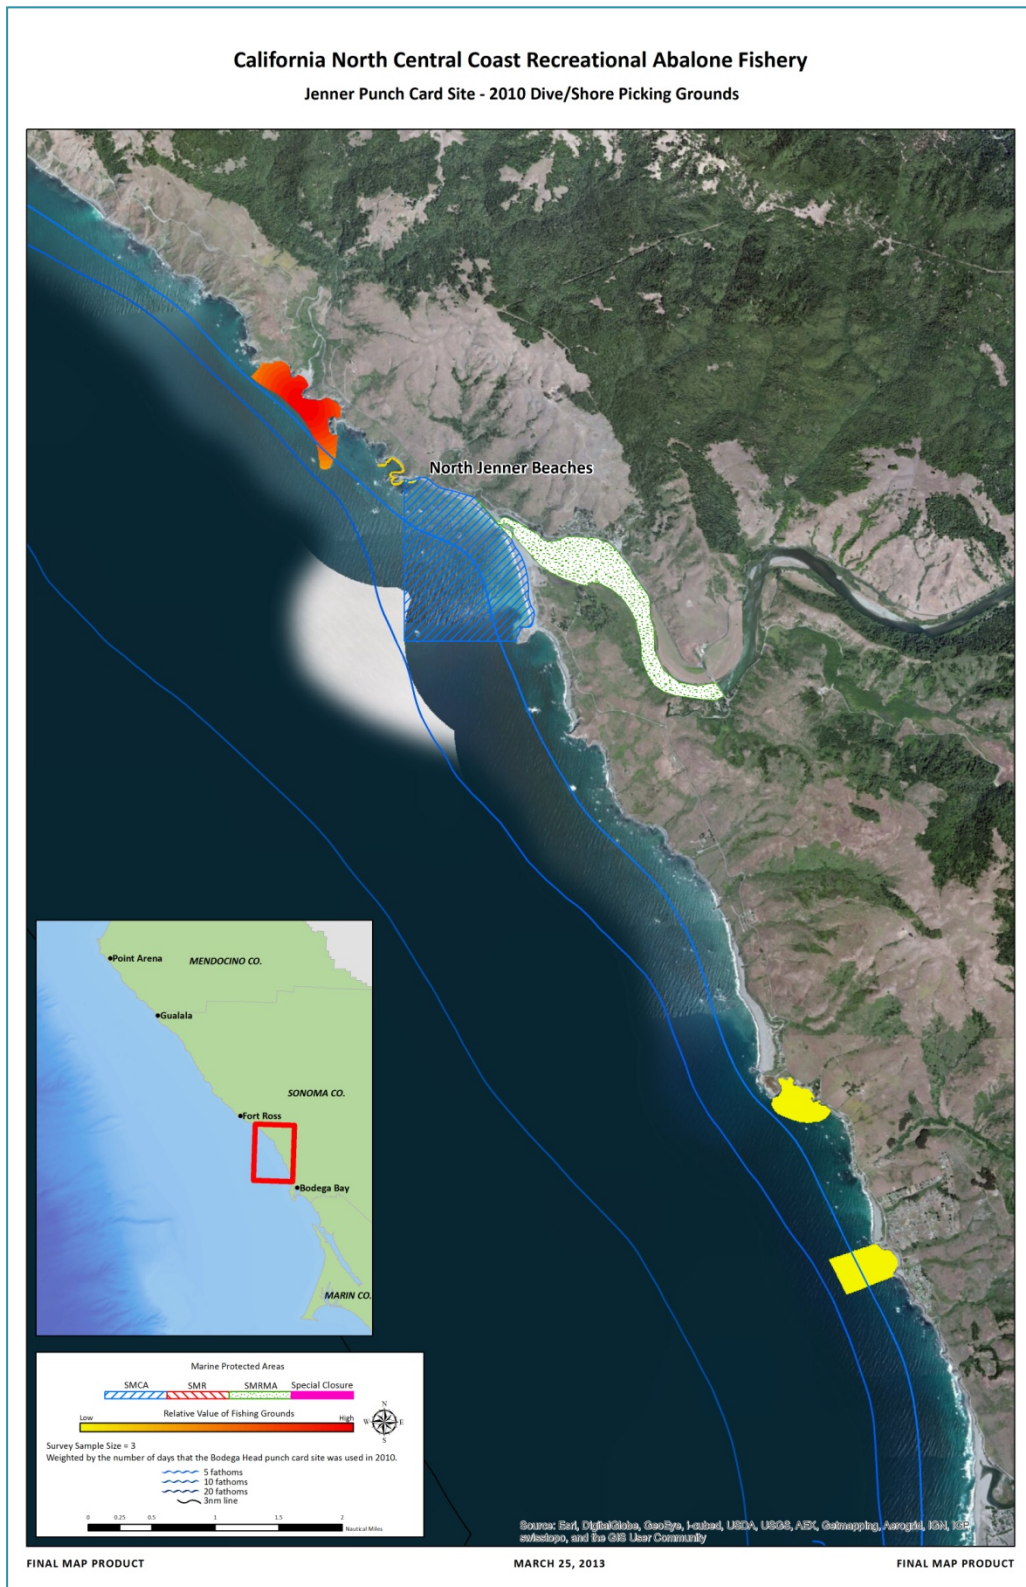 California North Central Coast Recreational Abalone Fishery
Jenner Punch Card Site - 2010 Dive/Shore Picking Grounds
North Jenner Beaches
Point Arena
MENDOCINO CO.
Gualala
SONOMA CO.
Fort Ross
Bodega Bay
MARIN CO.
Marine Protected Areas
SMCA SMR SMRMA Special Closure
Relative Value of Fishing Grounds
Low High
N
W E
S
Survey Sample Size = 3
Weighted by the number of days that the Bodega Head punch card site was used in 2010.
5 fathoms
10 fathoms
20 fathoms
3nm line
0 0.25 0.5 1 1.5 2
Nautical Miles
Source: Esri, DigitalGlobe, GeoEye, i-cubed, USDA, USGS, AEX, Getmapping, Aerogrid, IGN, IGP,
swisstopo, and the GIS User Community
FINAL MAP PRODUCT MARCH 25, 2013 FINAL MAP PRODUCT